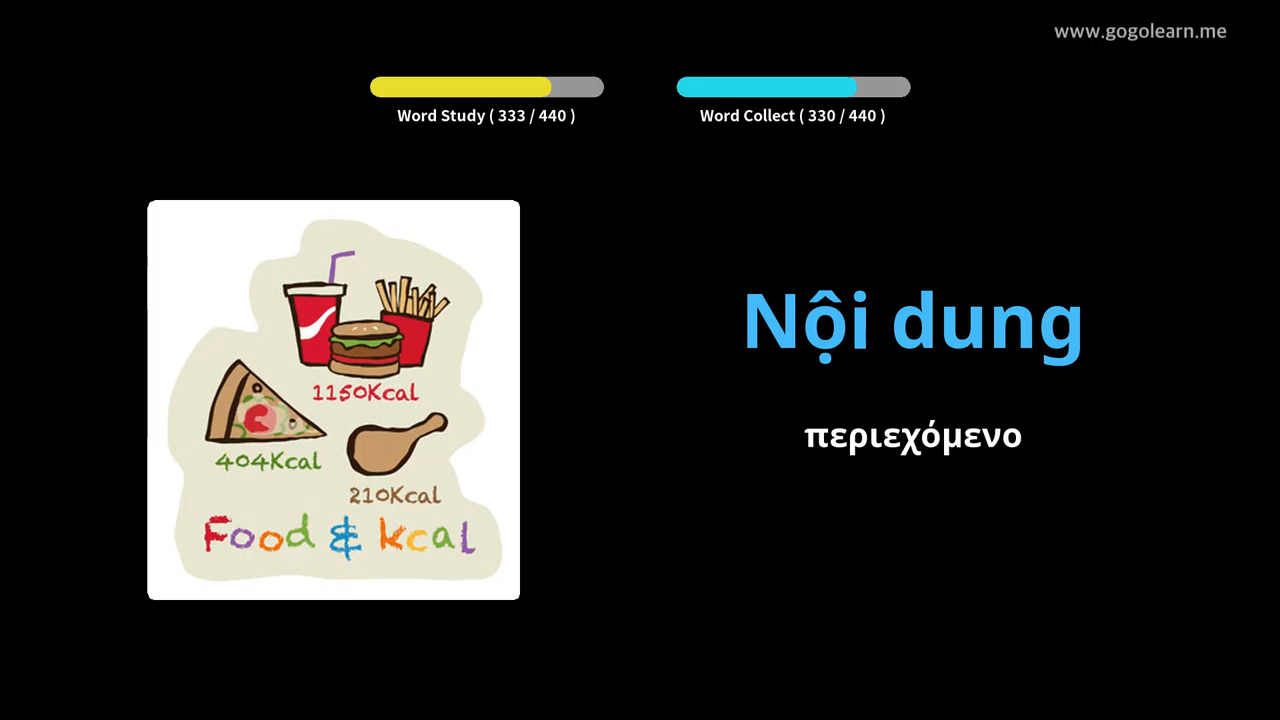 www.gogolearn.me
Word Study ( 333 / 440 )
Word Collect ( 330 / 440 )
1150Kcal
404Kcal
210Kcal
Food & kcal
Nội dung
περιεχόμενο